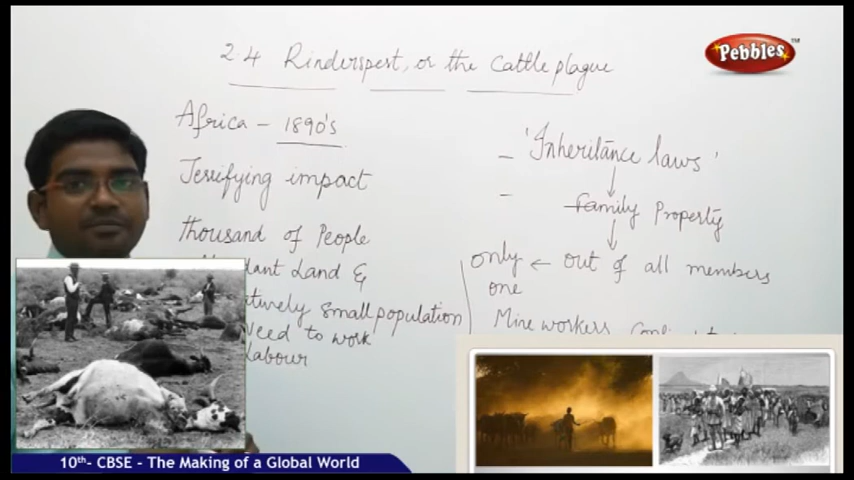 Pebbles™
2.4 Rinderspest, or the Cattle plague
Africa - 1890's
Terrifying impact
thousand of People
Land &
small population
to work
Labour
- 'Inheritance laws'
- Family Property
out of all members
only one
Mine workers
10th- CBSE - The Making of a Global World